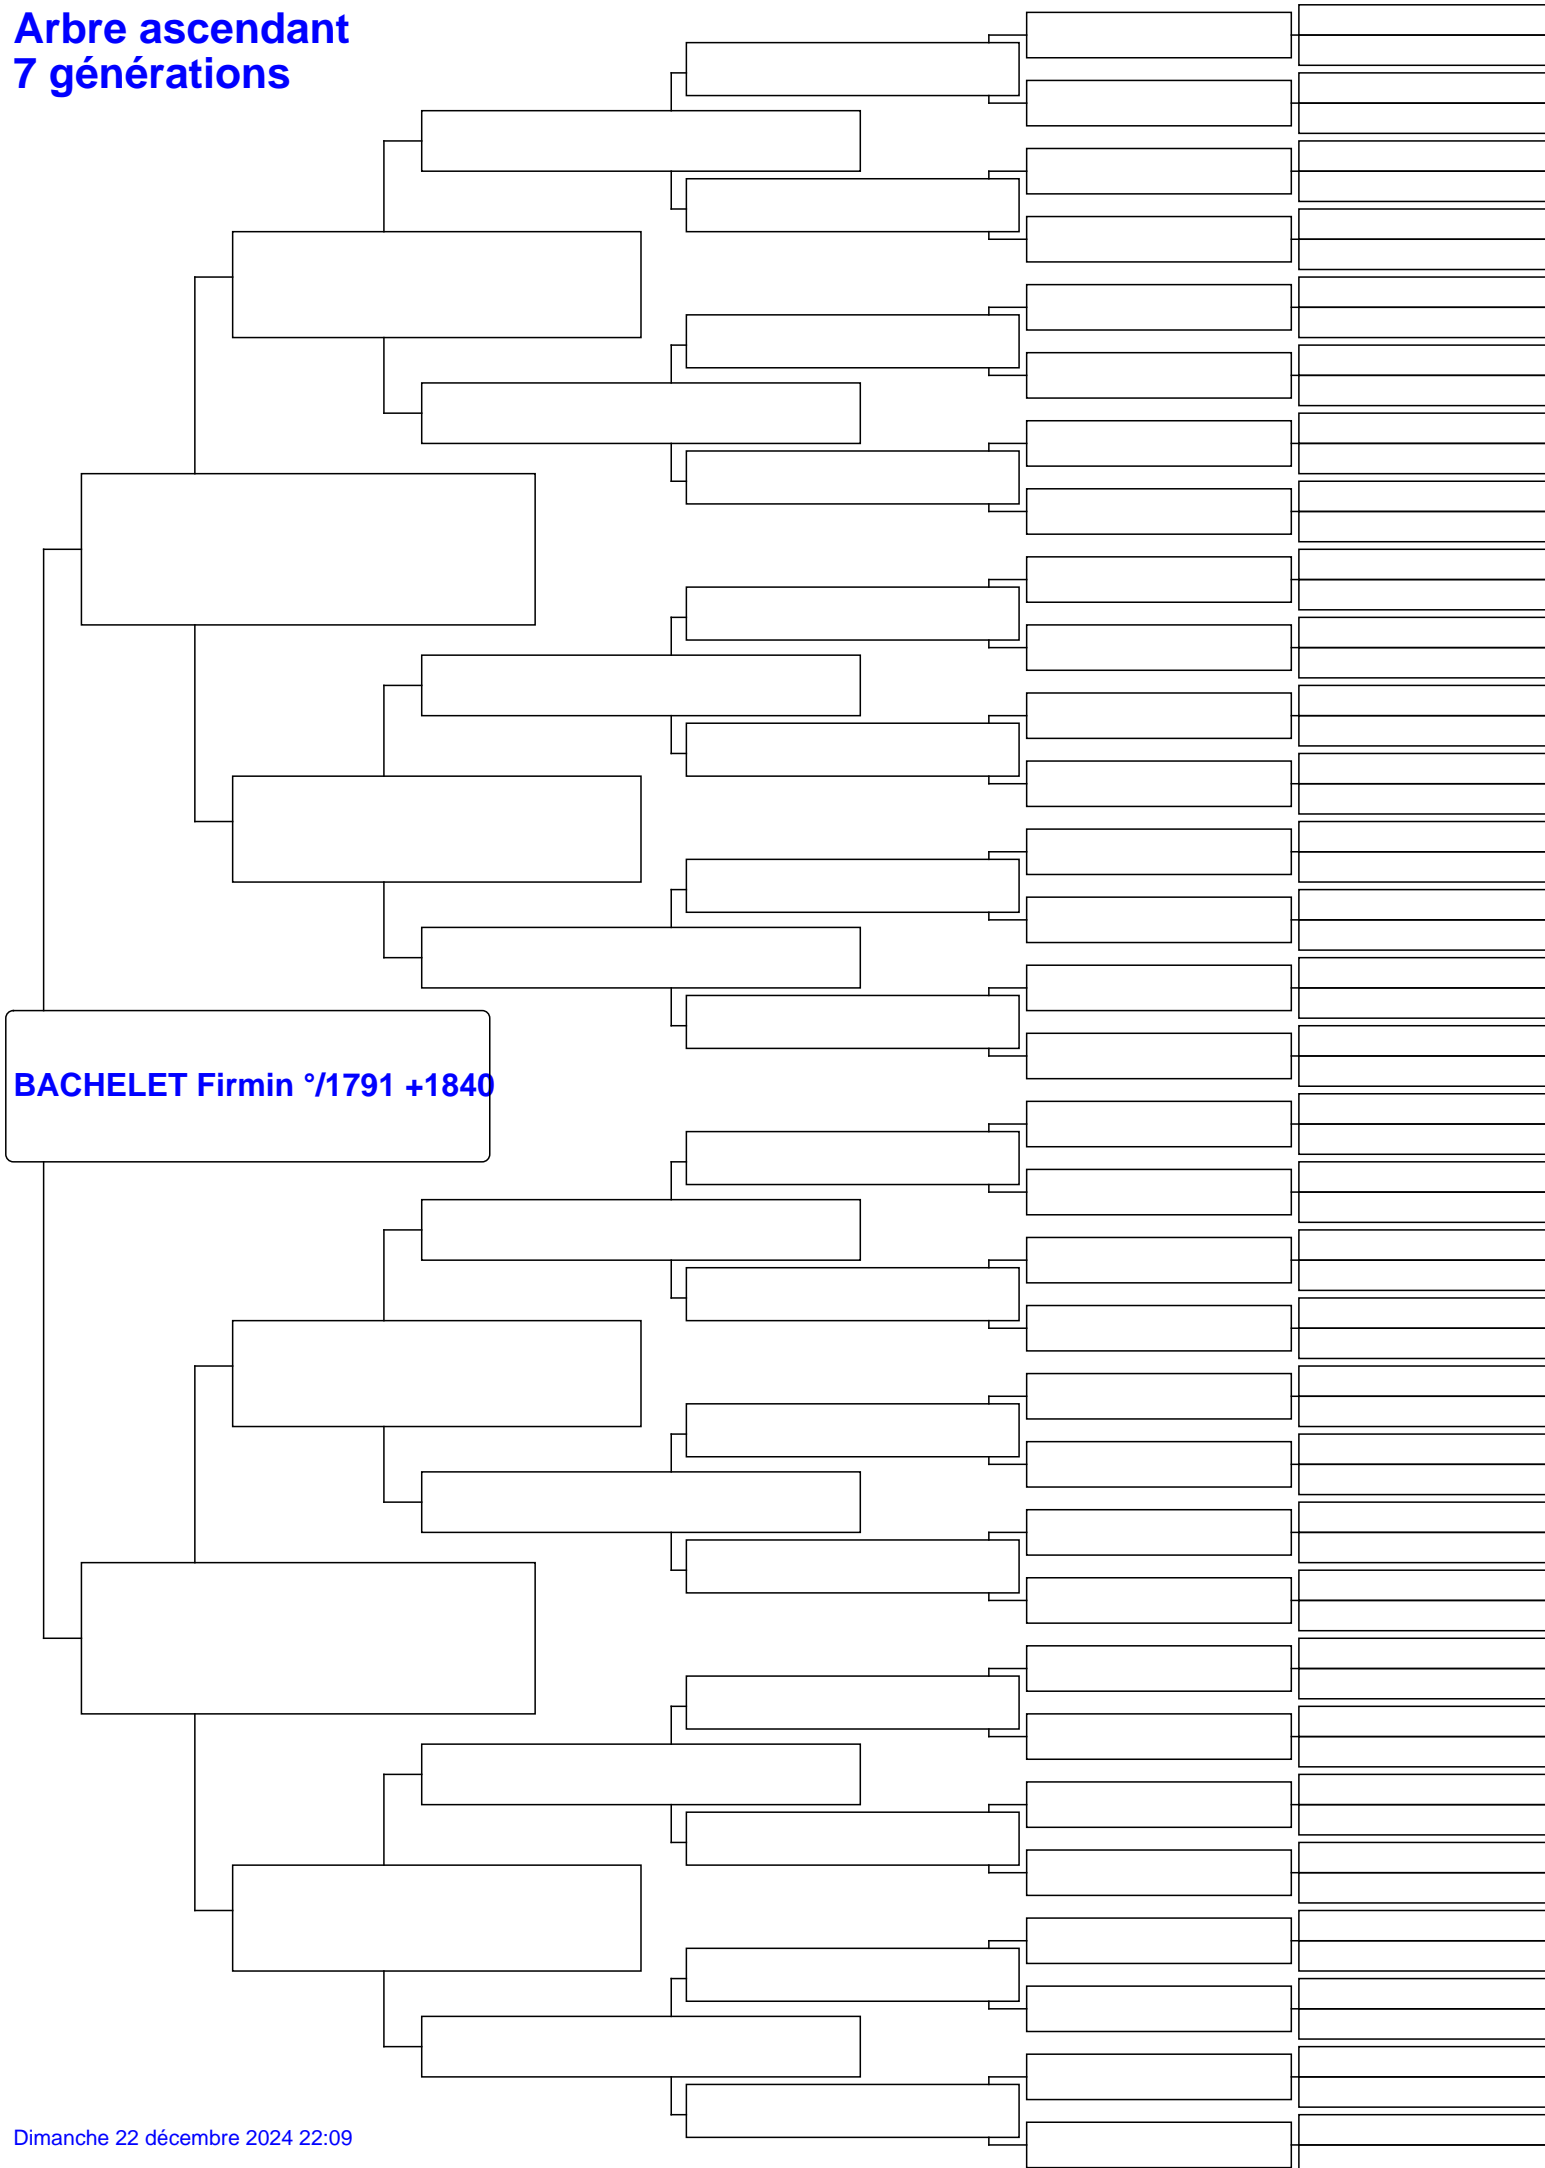 Arbre ascendant
7 générations
BACHELET Firmin °/1791 +1840
Dimanche 22 décembre 2024 22:09